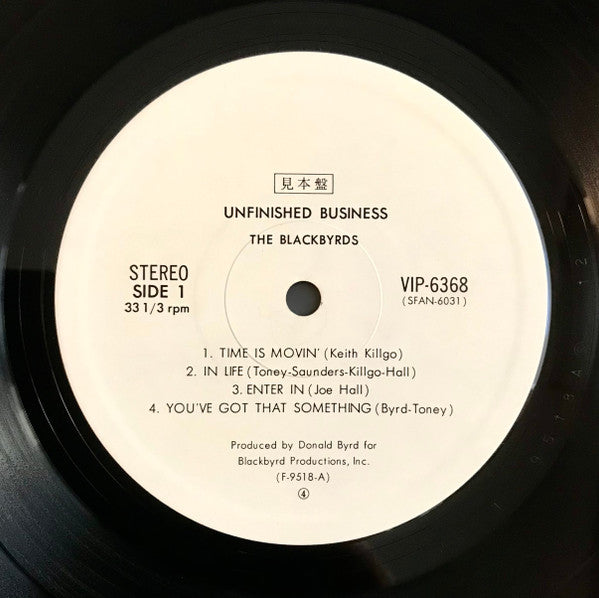 見本盤
UNFINISHED BUSINESS
THE BLACKBYRDS
STEREO
SIDE 1
33 1/3 rpm
VIP-6368
(SFAN-6031)
1. TIME IS MOVIN' (Keith Killgo)
2. IN LIFE (Toney-Saunders-Killgo-Hall)
3. ENTER IN (Joe Hall)
4. YOU'VE GOT THAT SOMETHING (Byrd-Toney)
Produced by Donald Byrd for
Blackbyrd Productions, Inc.
(F-9518-A)
④